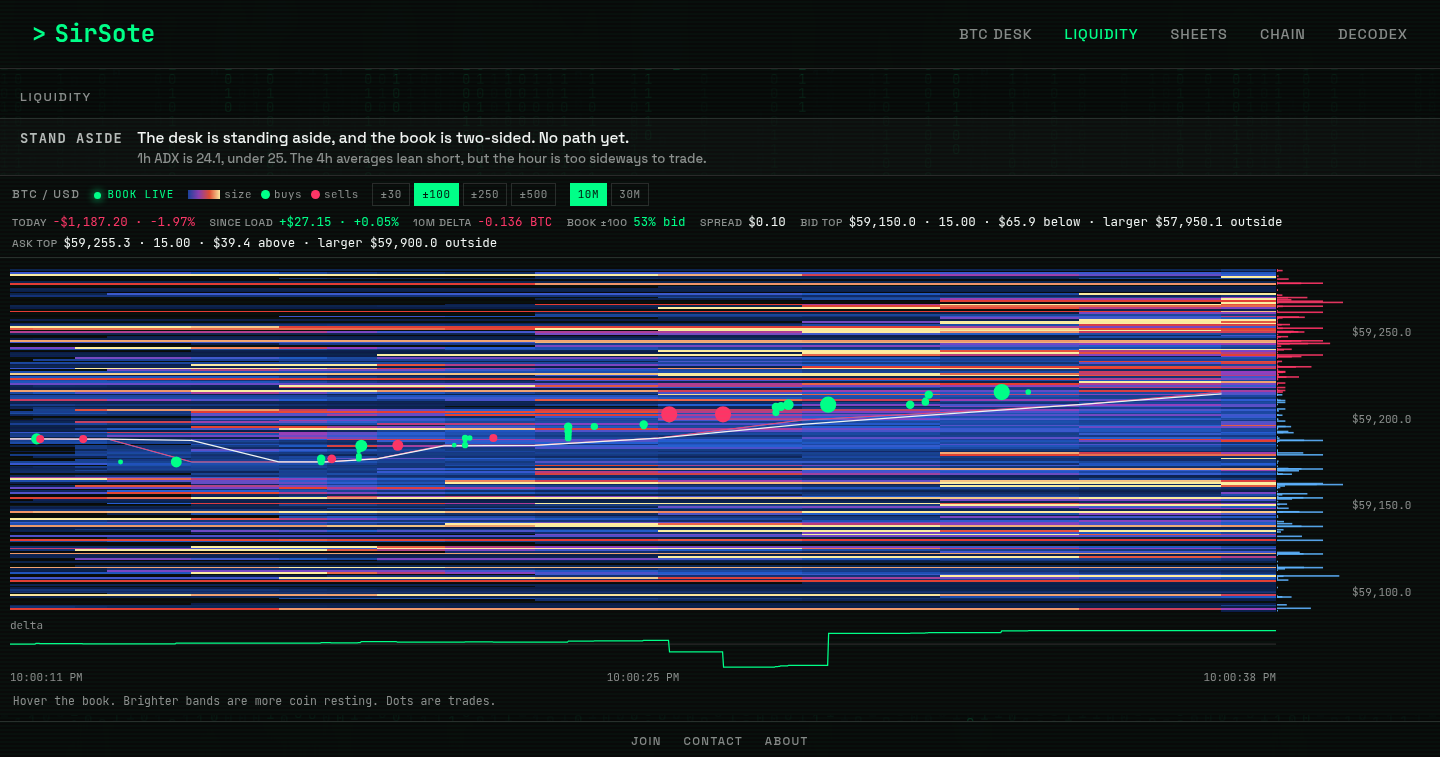 > SirSote
BTC DESK LIQUIDITY SHEETS CHAIN DECODEX
LIQUIDITY
STAND ASIDE The desk is standing aside, and the book is two-sided. No path yet.
1h ADX is 24.1, under 25. The 4h averages lean short, but the hour is too sideways to trade.
BTC / USD BOOK LIVE size buys sells ±30 ±100 ±250 ±500 10M 30M
TODAY -$1,187.20 · -1.97% SINCE LOAD +$27.15 · +0.05% 10M DELTA -0.136 BTC BOOK ±100 53% bid SPREAD $0.10 BID TOP $59,150.0 · 15.00 · $65.9 below · larger $57,950.1 outside
ASK TOP $59,255.3 · 15.00 · $39.4 above · larger $59,900.0 outside
$59,250.0
$59,200.0
$59,150.0
$59,100.0
delta
10:00:11 PM 10:00:25 PM 10:00:38 PM
Hover the book. Brighter bands are more coin resting. Dots are trades.
JOIN CONTACT ABOUT